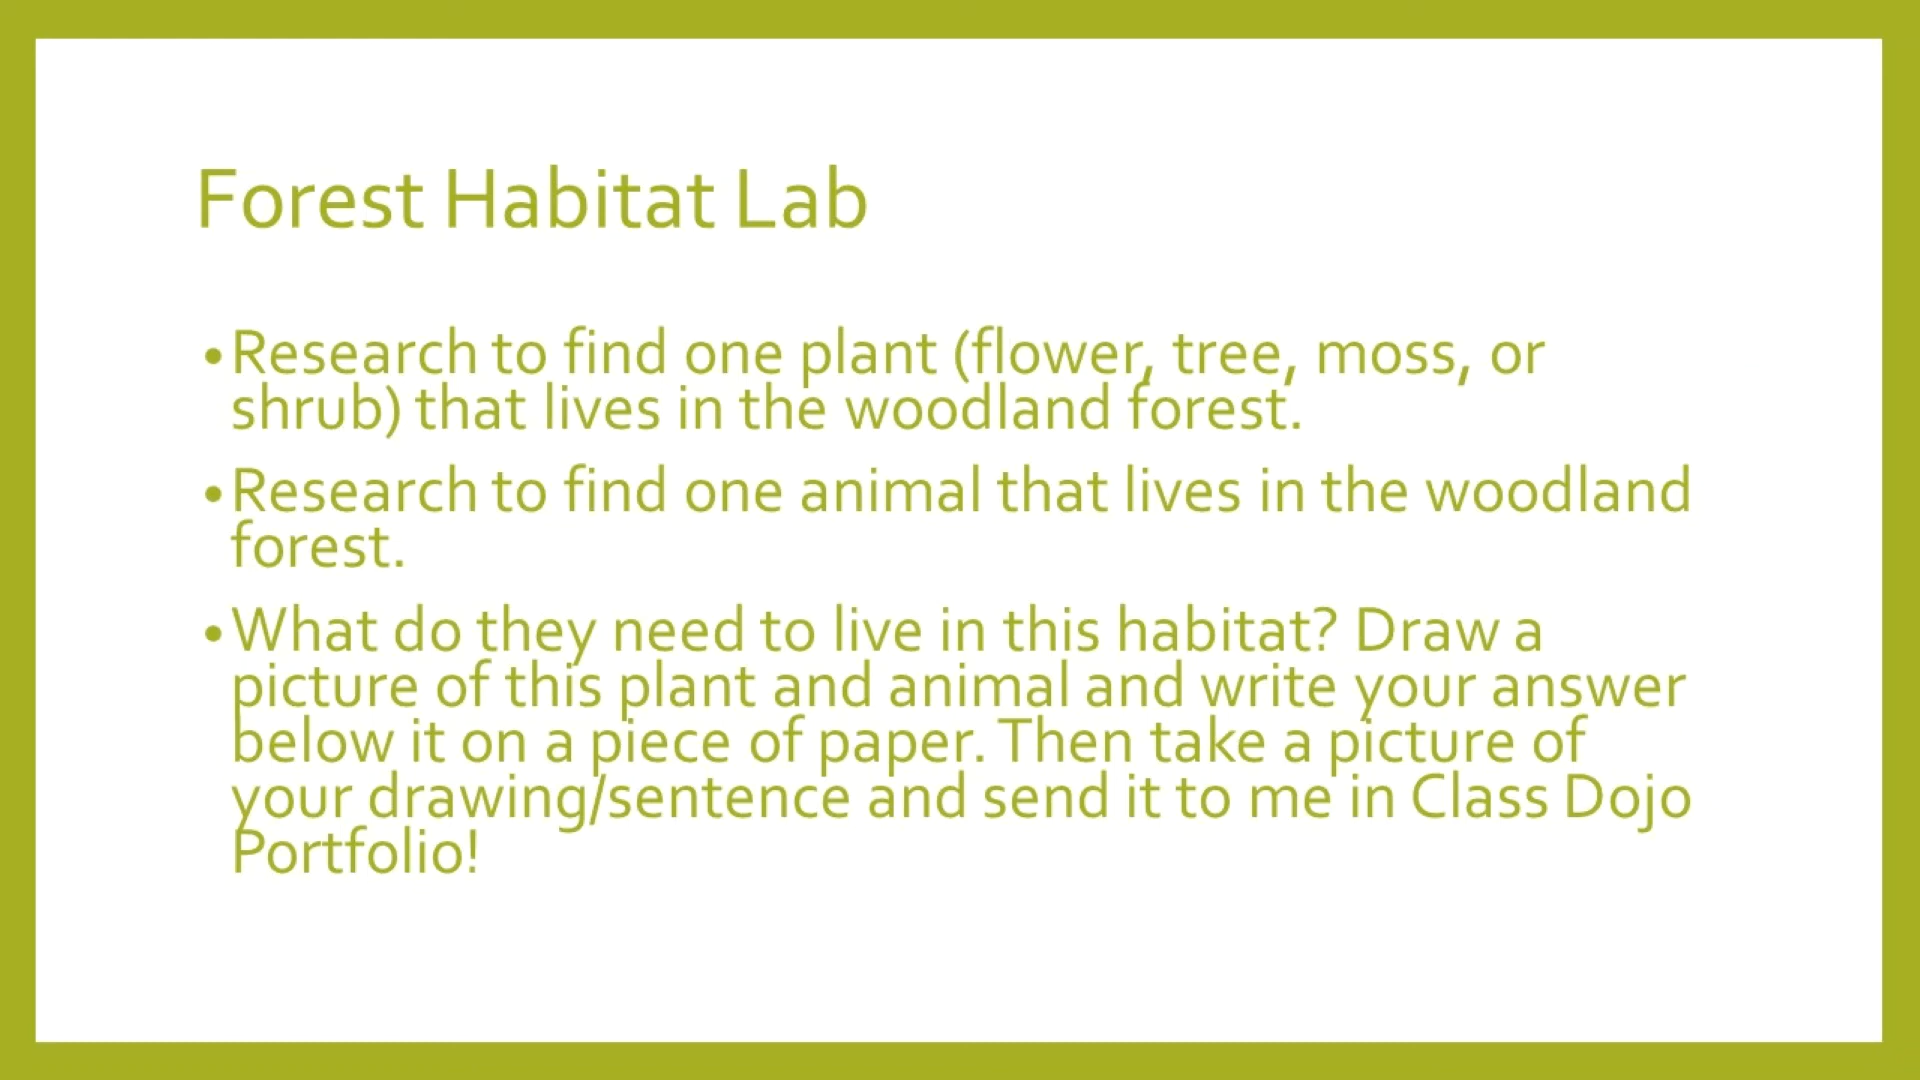 Forest Habitat Lab
•Research to find one plant (flower, tree, moss, or
shrub) that lives in the woodland forest.
•Research to find one animal that lives in the woodland
forest.
•What do they need to live in this habitat? Draw a
picture of this plant and animal and write your answer
below it on a piece of paper. Then take a picture of
your drawing/sentence and send it to me in Class Dojo
Portfolio!